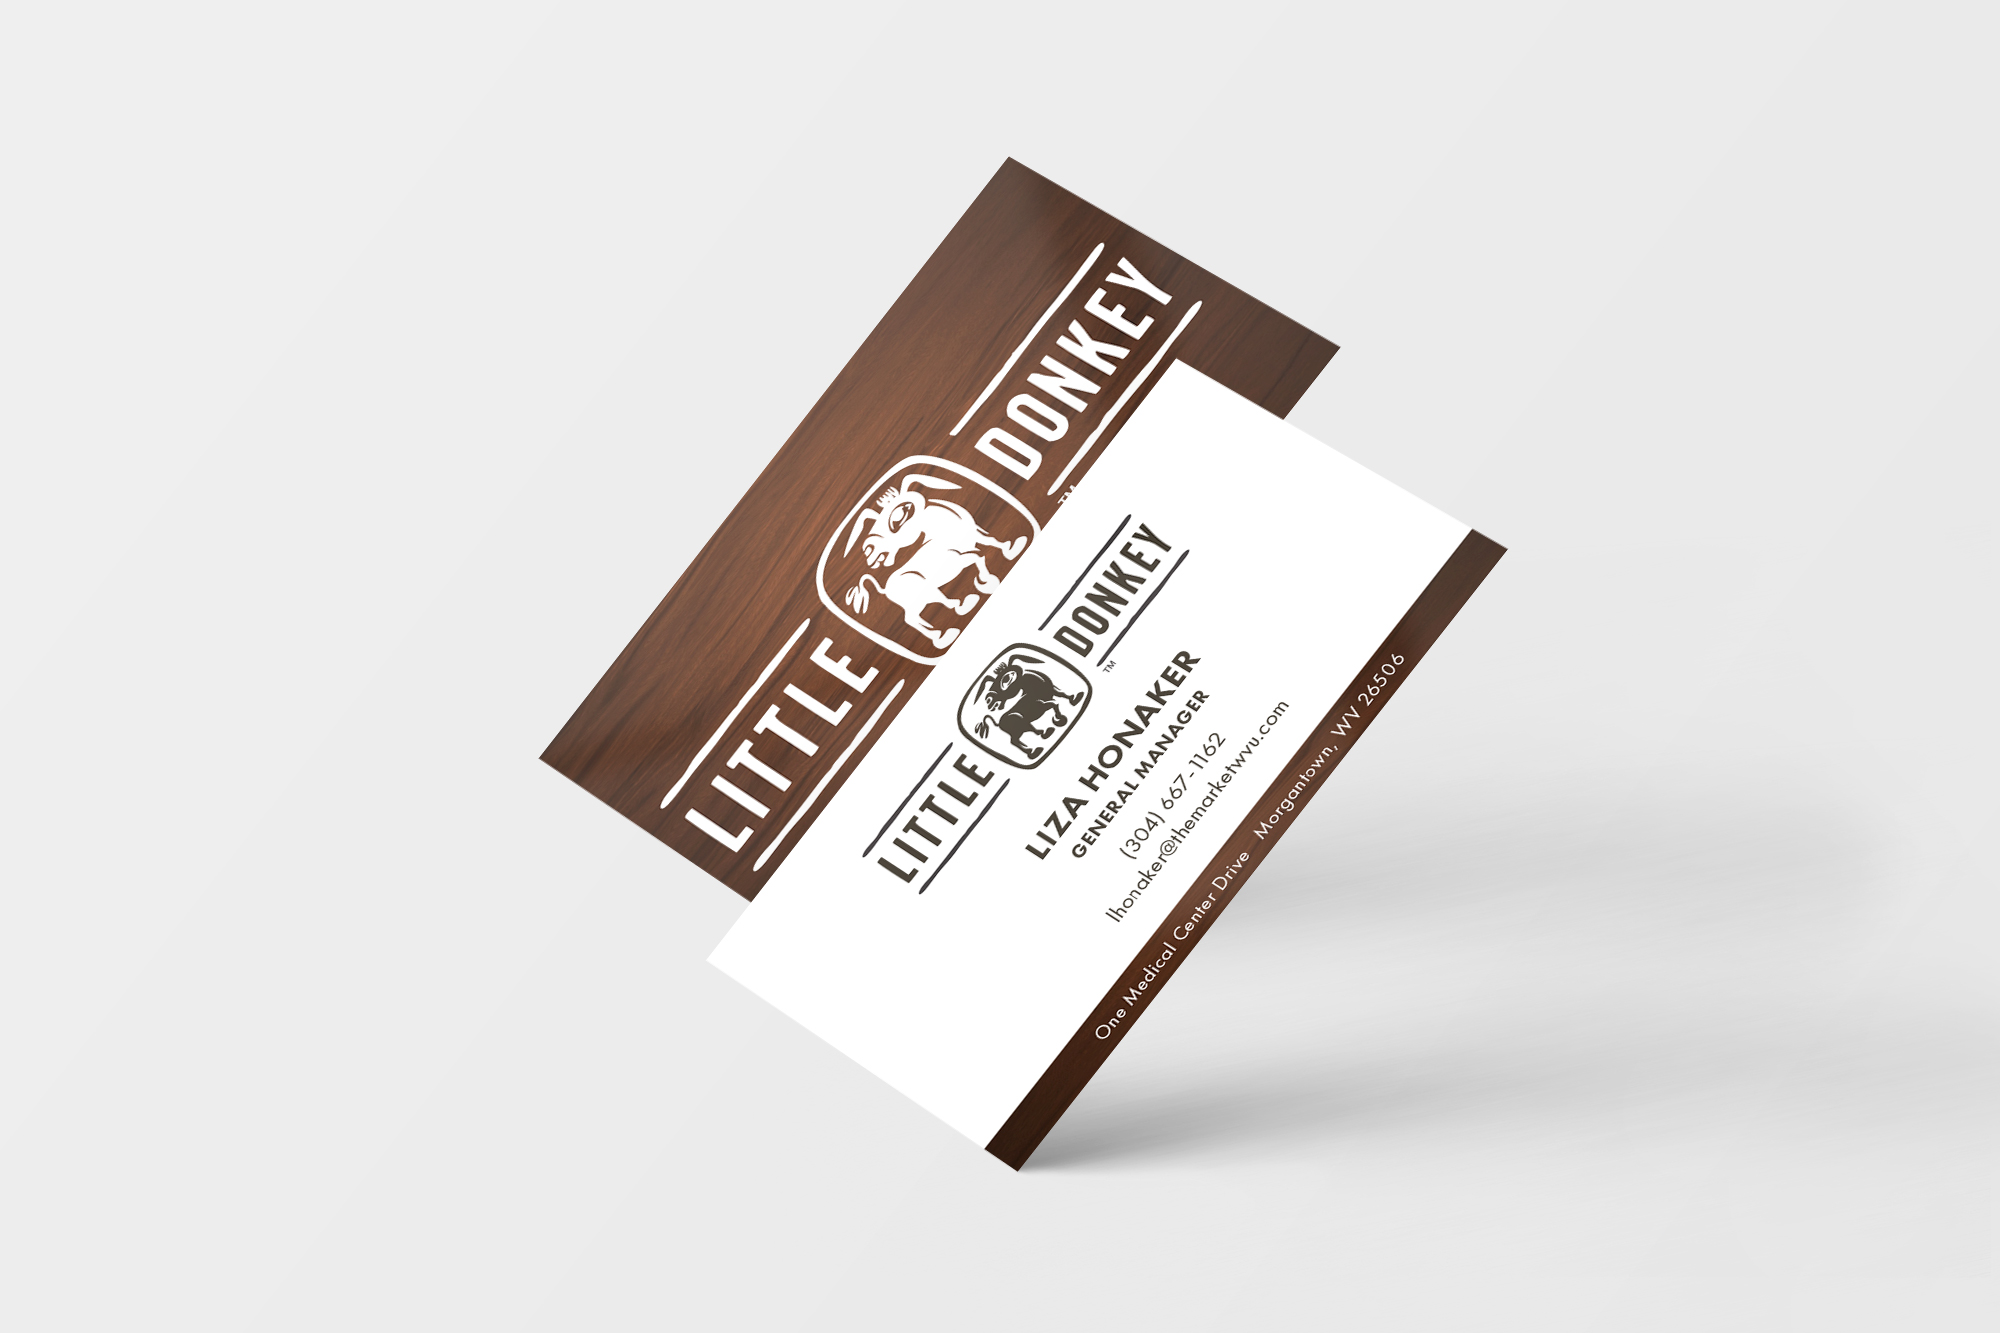 LITTLE DONKEY
TM
LITTLE DONKEY
TM
LIZA HONAKER
GENERAL MANAGER
(304) 667-1162
lhonaker@themarketwvu.com
One Medical Center Drive Morgantown, WV 26506